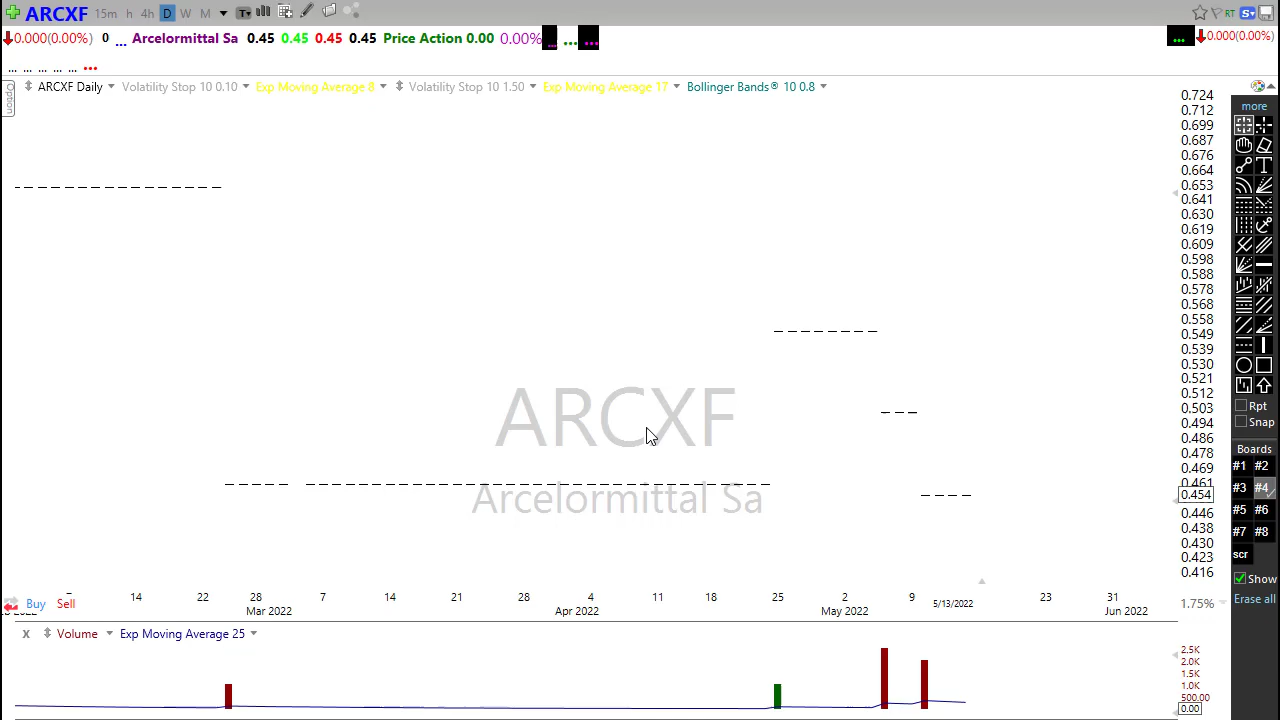 ARCXF 15m h 4h D W M T RT S
0.000(0.00%) 0 ... Arcelormittal Sa 0.45 0.45 0.45 0.45 Price Action 0.00 0.00% ... ... ... ... 0.000(0.00%)
... ... ... ... ... ...
Option
ARCXF Daily Volatility Stop 10 0.10 Exp Moving Average 8 Volatility Stop 10 1.50 Exp Moving Average 17 Bollinger Bands® 10 0.8
0.724
0.712
0.699
0.687
0.676
0.664
0.653
0.641
0.630
0.619
0.609
0.598
0.588
0.578
0.568
0.558
0.549
0.539
0.530
0.521
0.512
0.503
0.494
0.486
0.478
0.469
0.461
0.454
0.446
0.438
0.430
0.423
0.416
ARCXF
Arcelormittal Sa
more
T
Rpt
Snap
Boards
#1 #2
#3 #4
#5 #6
#7 #8
scr
Show
Erase all
14 22 28 7 14 21 28 4 11 18 25 2 9 23 31
Mar 2022 Apr 2022 May 2022 5/13/2022 Jun 2022
Buy Sell
1.75%
X Volume Exp Moving Average 25
2.5K
2.0K
1.5K
1.0K
500.00
0.00